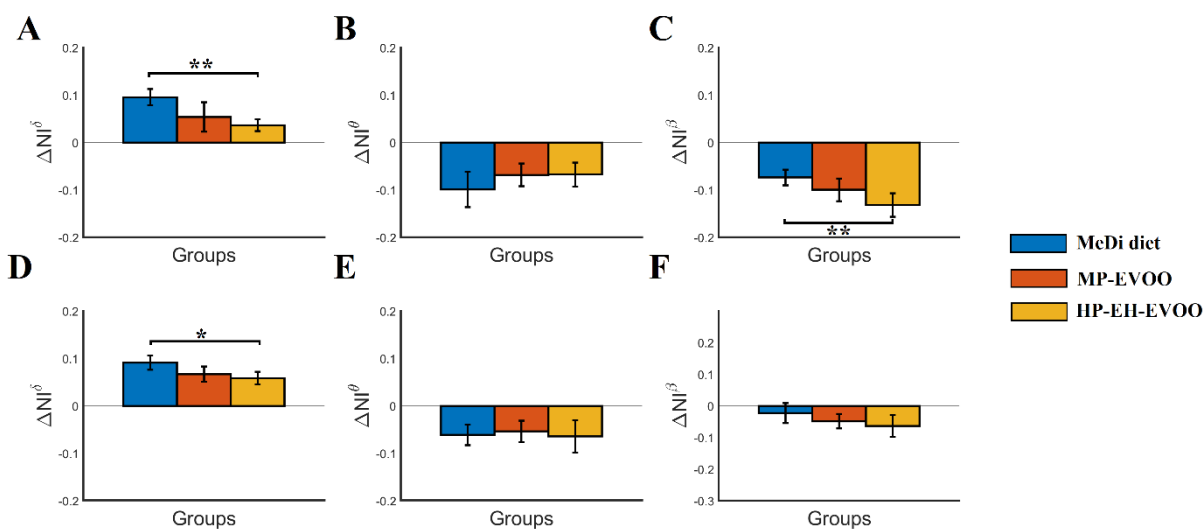 A
B
C
0.2
0.1
0
-0.1
-0.2
ΔNI^δ
Groups
**
0.2
0.1
0
-0.1
-0.2
ΔNI^θ
Groups
0.2
0.1
0
-0.1
-0.2
ΔNI^β
Groups
**
D
E
F
0.2
0.1
0
-0.1
-0.2
ΔNI^δ
Groups
*
0.2
0.1
0
-0.1
-0.2
ΔNI^θ
Groups
0.2
0.1
0
-0.1
-0.2
-0.3
ΔNI^β
Groups
MeDi diet
MP-EVOO
HP-EH-EVOO